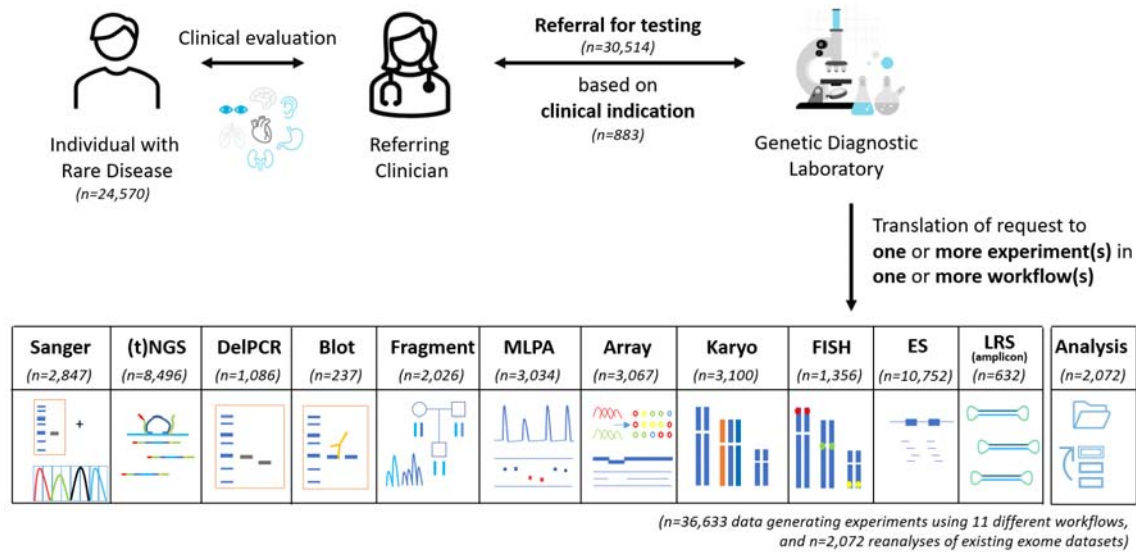 Clinical evaluation
Referral for testing
(n=30,514)
based on
clinical indication
(n=883)
Individual with
Rare Disease
(n=24,570)
Referring
Clinician
Genetic Diagnostic
Laboratory
Translation of request to
one or more experiment(s) in
one or more workflow(s)
Sanger
(n=2,847)
(t)NGS
(n=8,496)
DelPCR
(n=1,086)
Blot
(n=237)
Fragment
(n=2,026)
MLPA
(n=3,034)
Array
(n=3,067)
Karyo
(n=3,100)
FISH
(n=1,356)
ES
(n=10,752)
LRS
(amplicon)
(n=632)
Analysis
(n=2,072)
+
(n=36,633 data generating experiments using 11 different workflows,
and n=2,072 reanalyses of existing exome datasets)